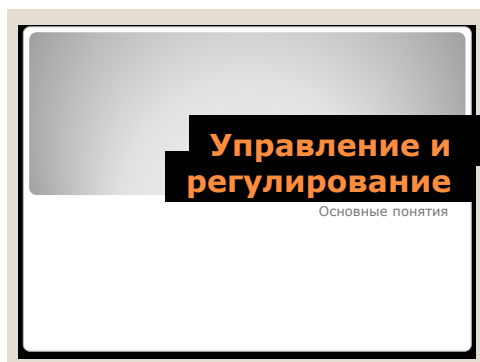 Управление и
регулирование
Основные понятия